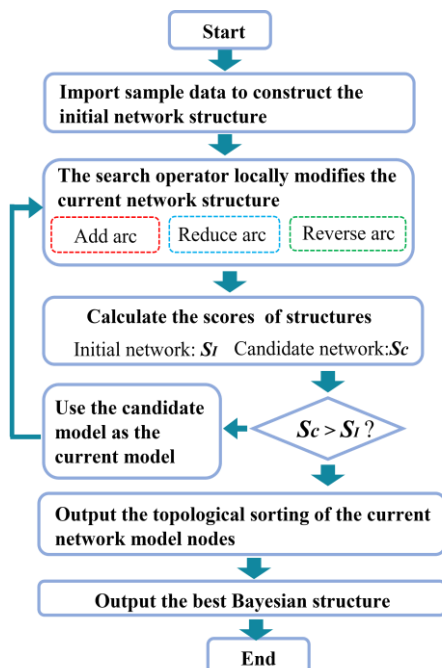 Start
Import sample data to construct the
initial network structure
The search operator locally modifies the
current network structure
Add arc Reduce arc Reverse arc
Calculate the scores of structures
Initial network: SI Candidate network:SC
Use the candidate
model as the
current model
SC > SI ?
Output the topological sorting of the current
network model nodes
Output the best Bayesian structure
End